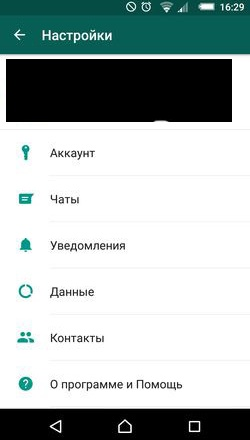 16:29
Настройки
Аккаунт
Чаты
Уведомления
Данные
Контакты
О программе и Помощь